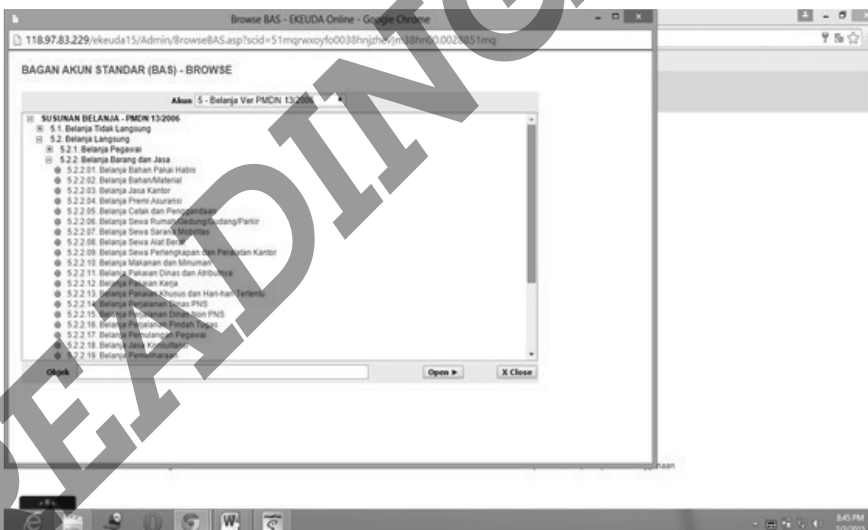 Browse BAS - EKEUDA Online - Google Chrome
118.97.83.229/ekeuda15/Admin/BrowseBAS.asp?scid=
BAGAN AKUN STANDAR (BAS) - BROWSE
Akun 5 - Belanja Ver PMDN 13/2006
SUSUNAN BELANJA - PMDN 13/2006
5.1. Belanja Tidak Langsung
5.2. Belanja Langsung
5.2.1. Belanja Pegawai
5.2.2. Belanja Barang dan Jasa
5.2.2.01. Belanja Bahan Pakai Habis
5.2.2.02. Belanja Bahan/Material
5.2.2.03. Belanja Jasa Kantor
5.2.2.04. Belanja Premi Asuransi
5.2.2.05. Belanja Cetak dan Penggandaan
5.2.2.06. Belanja Sewa Rumah/Gedung/Gudang/Parkir
5.2.2.07. Belanja Sewa Sarana Mobilitas
5.2.2.08. Belanja Sewa Alat Berat
5.2.2.09. Belanja Sewa Perlengkapan dan Peralatan Kantor
5.2.2.10. Belanja Makanan dan Minuman
5.2.2.11. Belanja Pakaian Dinas dan Atributnya
5.2.2.12. Belanja Pakaian Kerja
5.2.2.13. Belanja Pakaian Khusus dan Hari-hari Tertentu
5.2.2.14. Belanja Perjalanan Dinas PNS
5.2.2.15. Belanja Perjalanan Dinas Non PNS
5.2.2.16. Belanja Perjalanan Pindah Tugas
5.2.2.17. Belanja Pemulangan Pegawai
5.2.2.18. Belanja Jasa Konsultansi
5.2.2.19. Belanja Pemeliharaan
Objek Open X Close
8:45 PM
READING